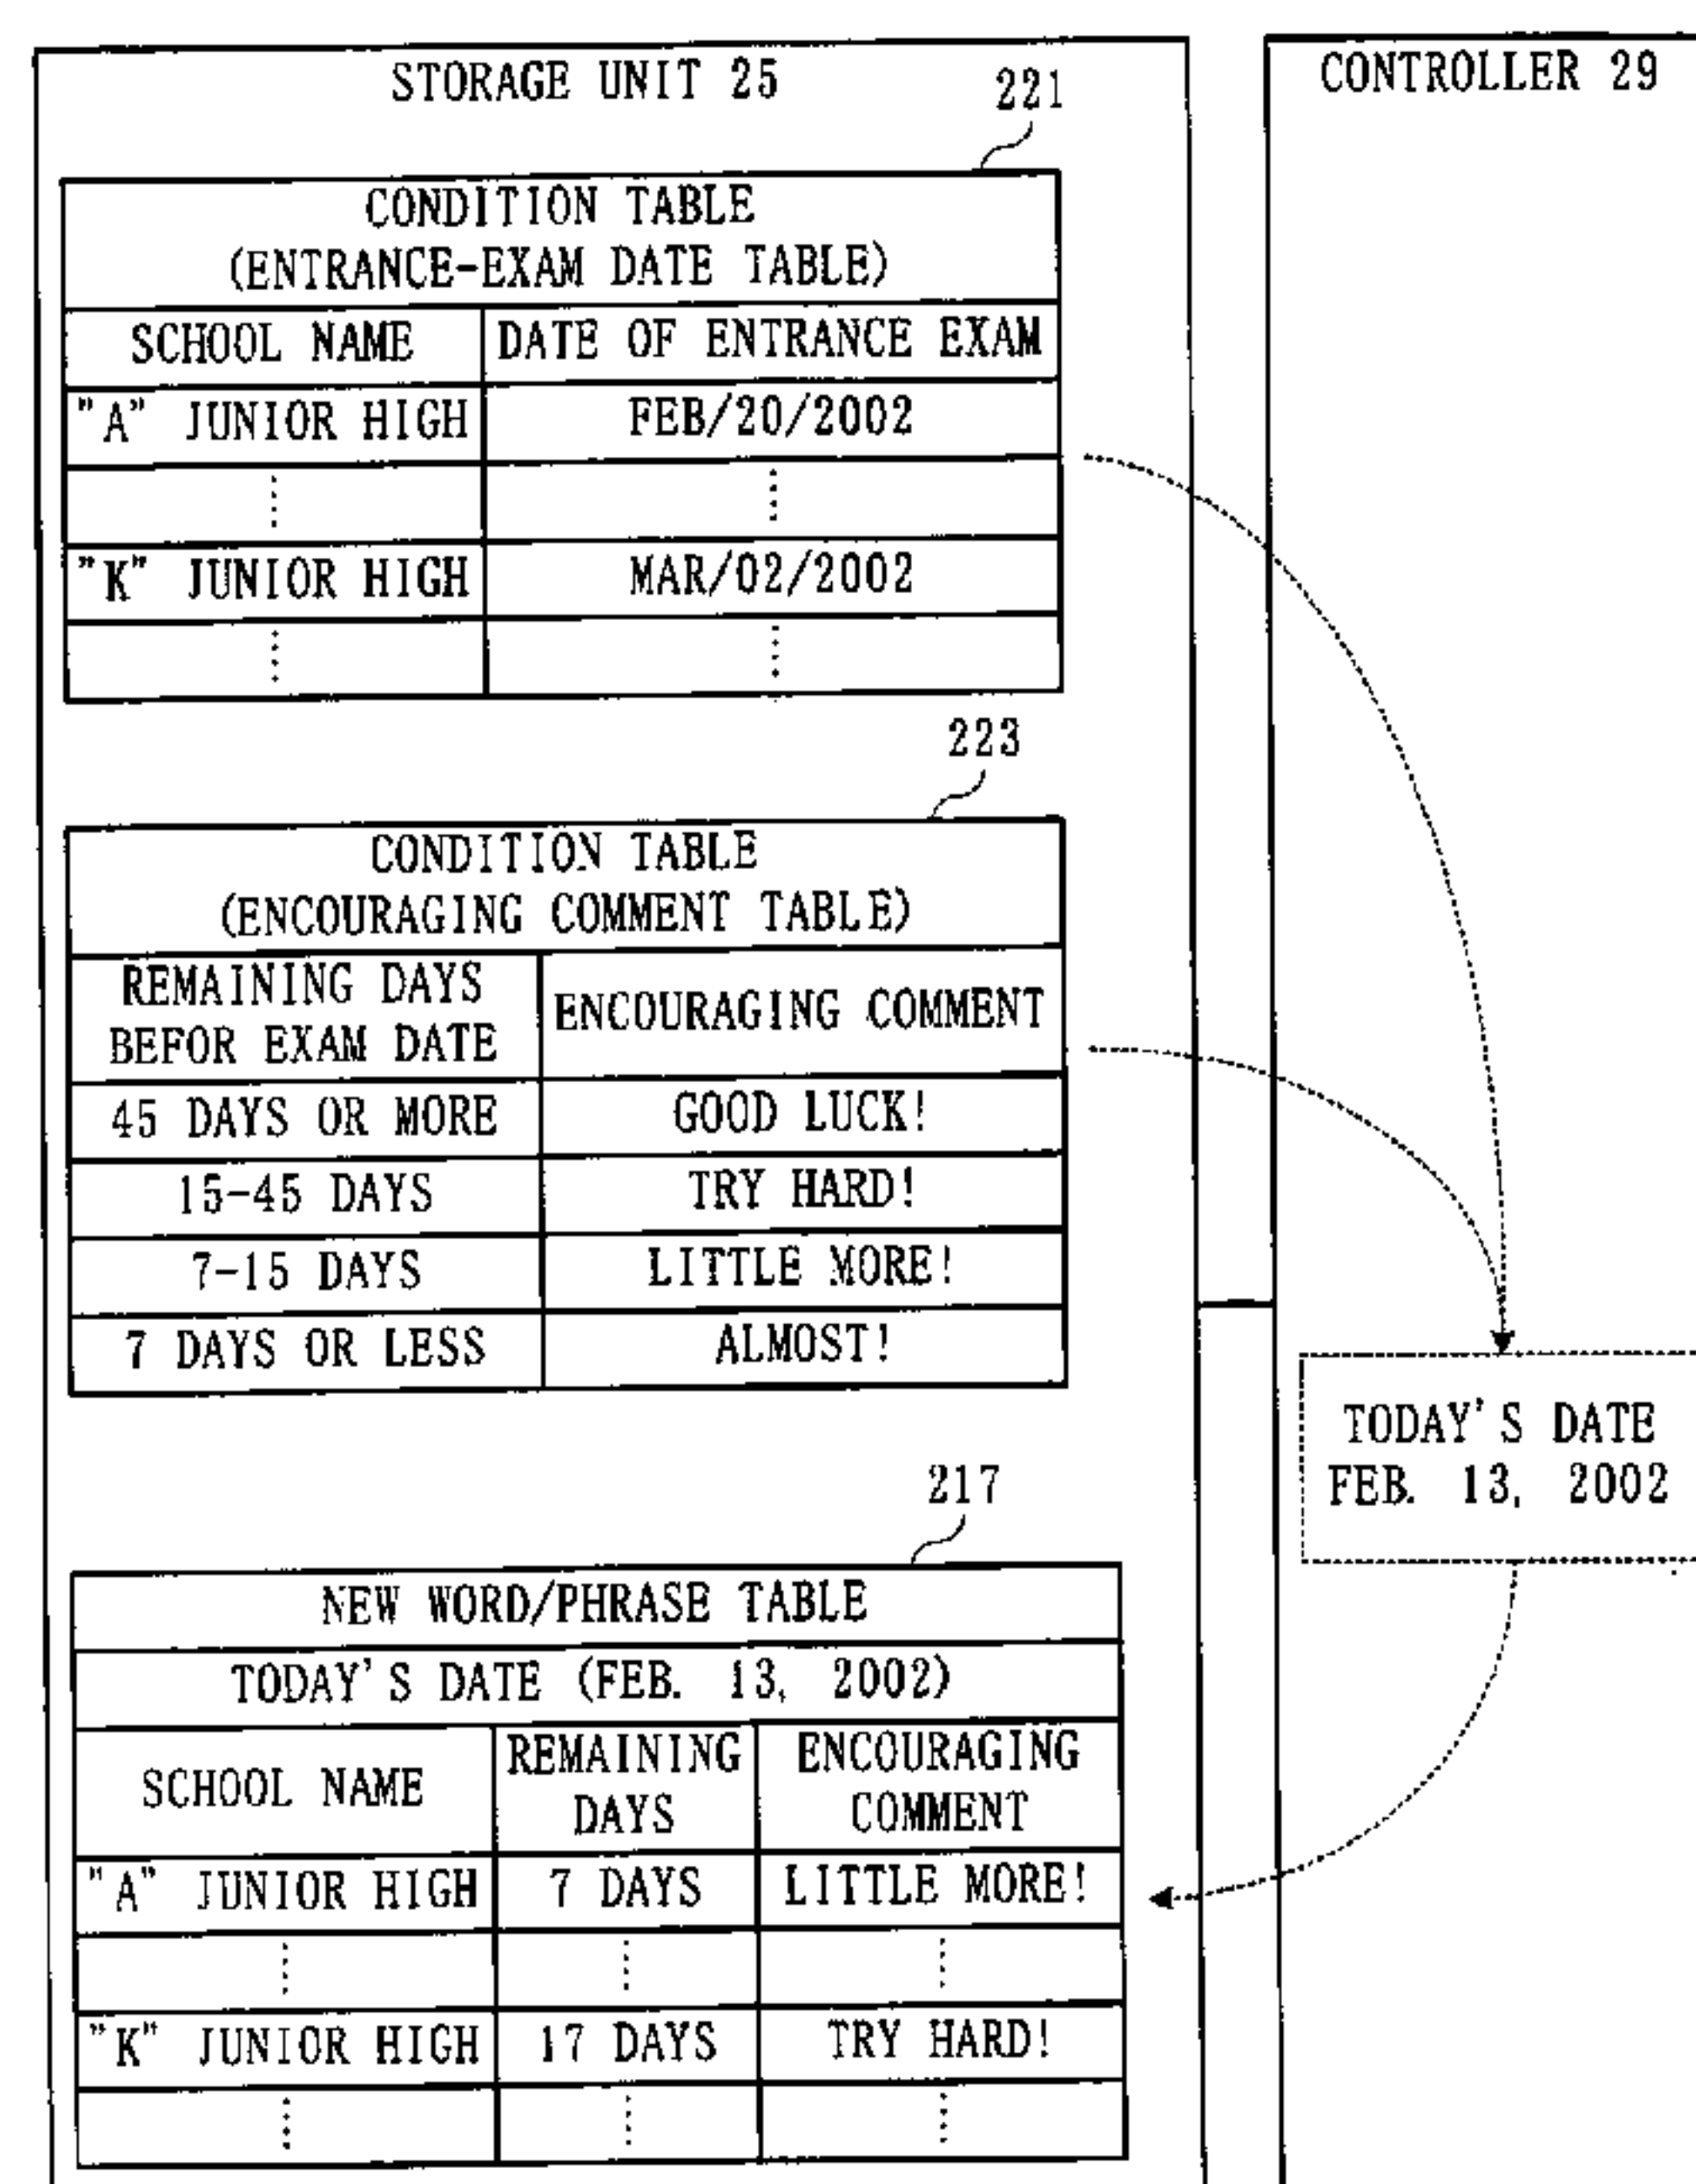 STORAGE UNIT 25
221
CONDITION TABLE
(ENTRANCE-EXAM DATE TABLE)
SCHOOL NAME DATE OF ENTRANCE EXAM
"A" JUNIOR HIGH FEB/20/2002
"K" JUNIOR HIGH MAR/02/2002
223
CONDITION TABLE
(ENCOURAGING COMMENT TABLE)
REMAINING DAYS
BEFOR EXAM DATE
ENCOURAGING COMMENT
45 DAYS OR MORE GOOD LUCK!
15-45 DAYS TRY HARD!
7-15 DAYS LITTLE MORE!
7 DAYS OR LESS ALMOST!
217
NEW WORD/PHRASE TABLE
TODAY'S DATE (FEB. 13, 2002)
SCHOOL NAME
REMAINING
DAYS
ENCOURAGING
COMMENT
"A" JUNIOR HIGH 7 DAYS LITTLE MORE!
"K" JUNIOR HIGH 17 DAYS TRY HARD!
CONTROLLER 29
TODAY'S DATE
FEB. 13, 2002